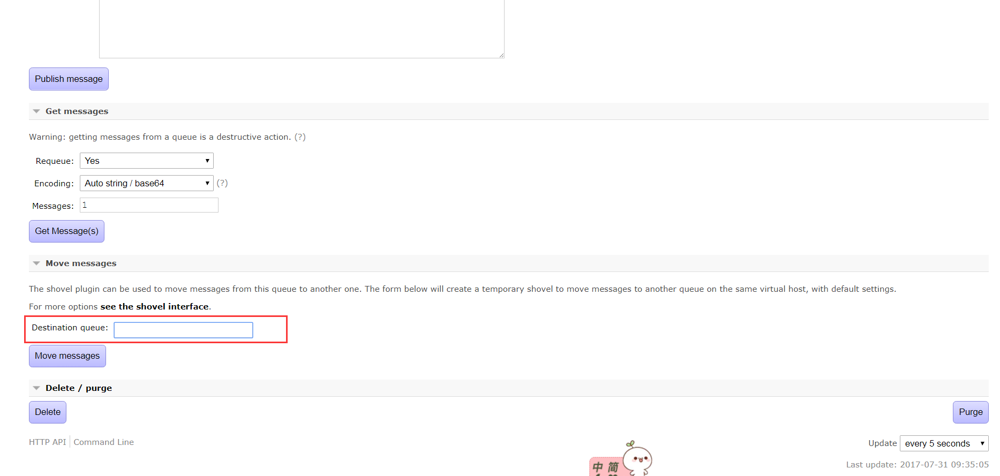 Publish message
Get messages
Warning: getting messages from a queue is a destructive action. (?)
Requeue: Yes
Encoding: Auto string / base64 (?)
Messages: 1
Get Message(s)
Move messages
The shovel plugin can be used to move messages from this queue to another one. The form below will create a temporary shovel to move messages to another queue on the same virtual host, with default settings.
For more options see the shovel interface.
Destination queue:
Move messages
Delete / purge
Delete
Purge
HTTP API Command Line
Update every 5 seconds
中 简
Last update: 2017-07-31 09:35:05